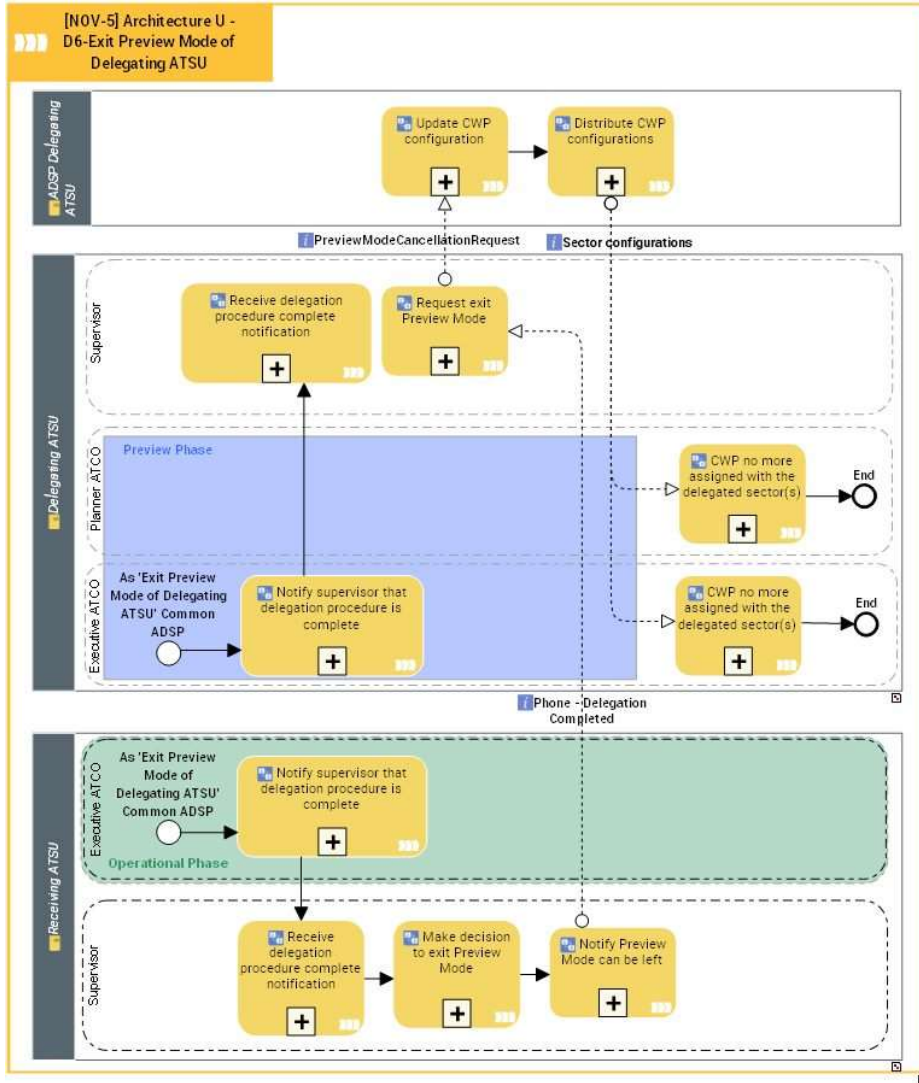 [NOV-5] Architecture U -
D6-Exit Preview Mode of
Delegating ATSU
ADSP Delegating
ATSU
Update CWP
configuration
Distribute CWP
configurations
PreviewModeCancellationRequest
Sector configurations
Delegating ATSU
Supervisor
Receive delegation
procedure complete
notification
Request exit
Preview Mode
Planner ATCO
Preview Phase
CWP no more
assigned with the
delegated sector(s)
End
Executive ATCO
As 'Exit Preview
Mode of Delegating
ATSU' Common
ADSP
Notify supervisor that
delegation procedure is
complete
CWP no more
assigned with the
delegated sector(s)
End
Phone - Delegation
Completed
Receiving ATSU
Executive ATCO
As 'Exit Preview
Mode of
Delegating ATSU'
Common ADSP
Notify supervisor that
delegation procedure is
complete
Operational Phase
Supervisor
Receive
delegation
procedure complete
notification
Make decision
to exit Preview
Mode
Notify Preview
Mode can be left